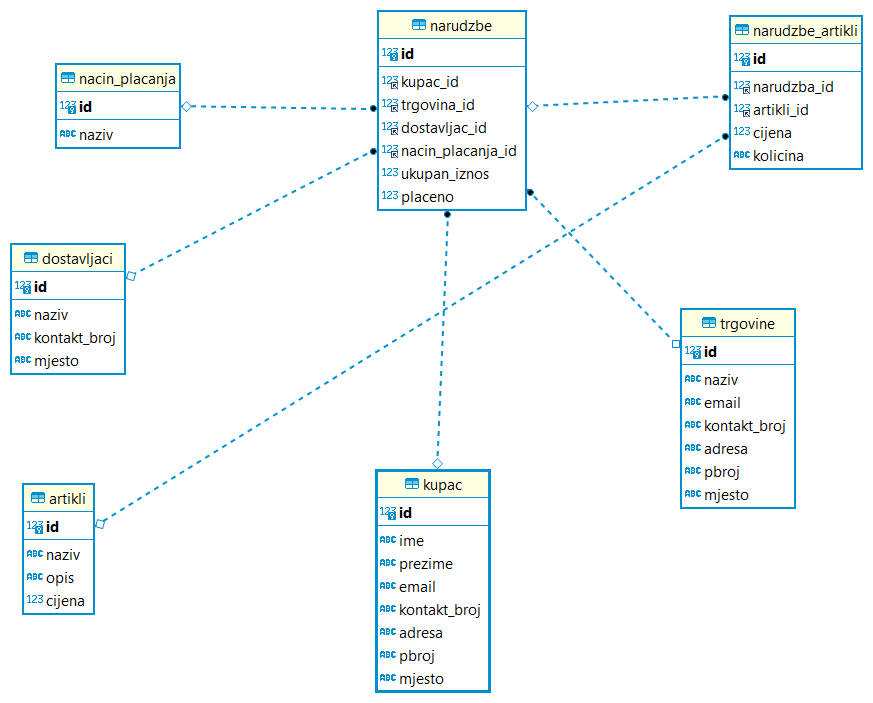 nacin_placanja
123 id
ABC naziv
narudzbe
123 id
123 kupac_id
123 trgovina_id
123 dostavljac_id
123 nacin_placanja_id
123 ukupan_iznos
123 placeno
narudzbe_artikli
123 id
123 narudzba_id
123 artikli_id
123 cijena
ABC kolicina
dostavljaci
123 id
ABC naziv
ABC kontakt_broj
ABC mjesto
trgovine
123 id
ABC naziv
ABC email
ABC kontakt_broj
ABC adresa
ABC pbroj
ABC mjesto
artikli
123 id
ABC naziv
ABC opis
123 cijena
kupac
123 id
ABC ime
ABC prezime
ABC email
ABC kontakt_broj
ABC adresa
ABC pbroj
ABC mjesto